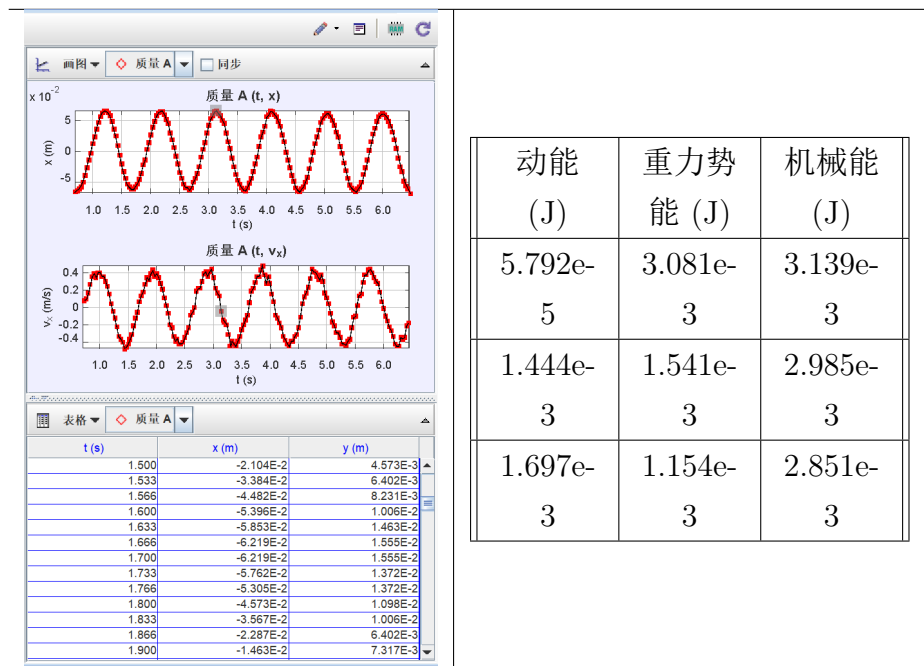 画图 质量 A 同步
质量 A (t, x)
x 10⁻²
5
0
-5
x (m)
1.0 1.5 2.0 2.5 3.0 3.5 4.0 4.5 5.0 5.5 6.0
t (s)
质量 A (t, vₓ)
0.4
0.2
0
-0.2
-0.4
vₓ (m/s)
1.0 1.5 2.0 2.5 3.0 3.5 4.0 4.5 5.0 5.5 6.0
t (s)
表格 质量 A
t (s) x (m) y (m)
1.500 -2.104E-2 4.573E-3
1.533 -3.384E-2 6.402E-3
1.566 -4.482E-2 8.231E-3
1.600 -5.396E-2 1.006E-2
1.633 -5.853E-2 1.463E-2
1.666 -6.219E-2 1.555E-2
1.700 -6.219E-2 1.555E-2
1.733 -5.762E-2 1.372E-2
1.766 -5.305E-2 1.372E-2
1.800 -4.573E-2 1.098E-2
1.833 -3.567E-2 1.006E-2
1.866 -2.287E-2 6.402E-3
1.900 -1.463E-2 7.317E-3
动能 重力势 机械能
(J) 能 (J) (J)
5.792e- 3.081e- 3.139e-
5 3 3
1.444e- 1.541e- 2.985e-
3 3 3
1.697e- 1.154e- 2.851e-
3 3 3